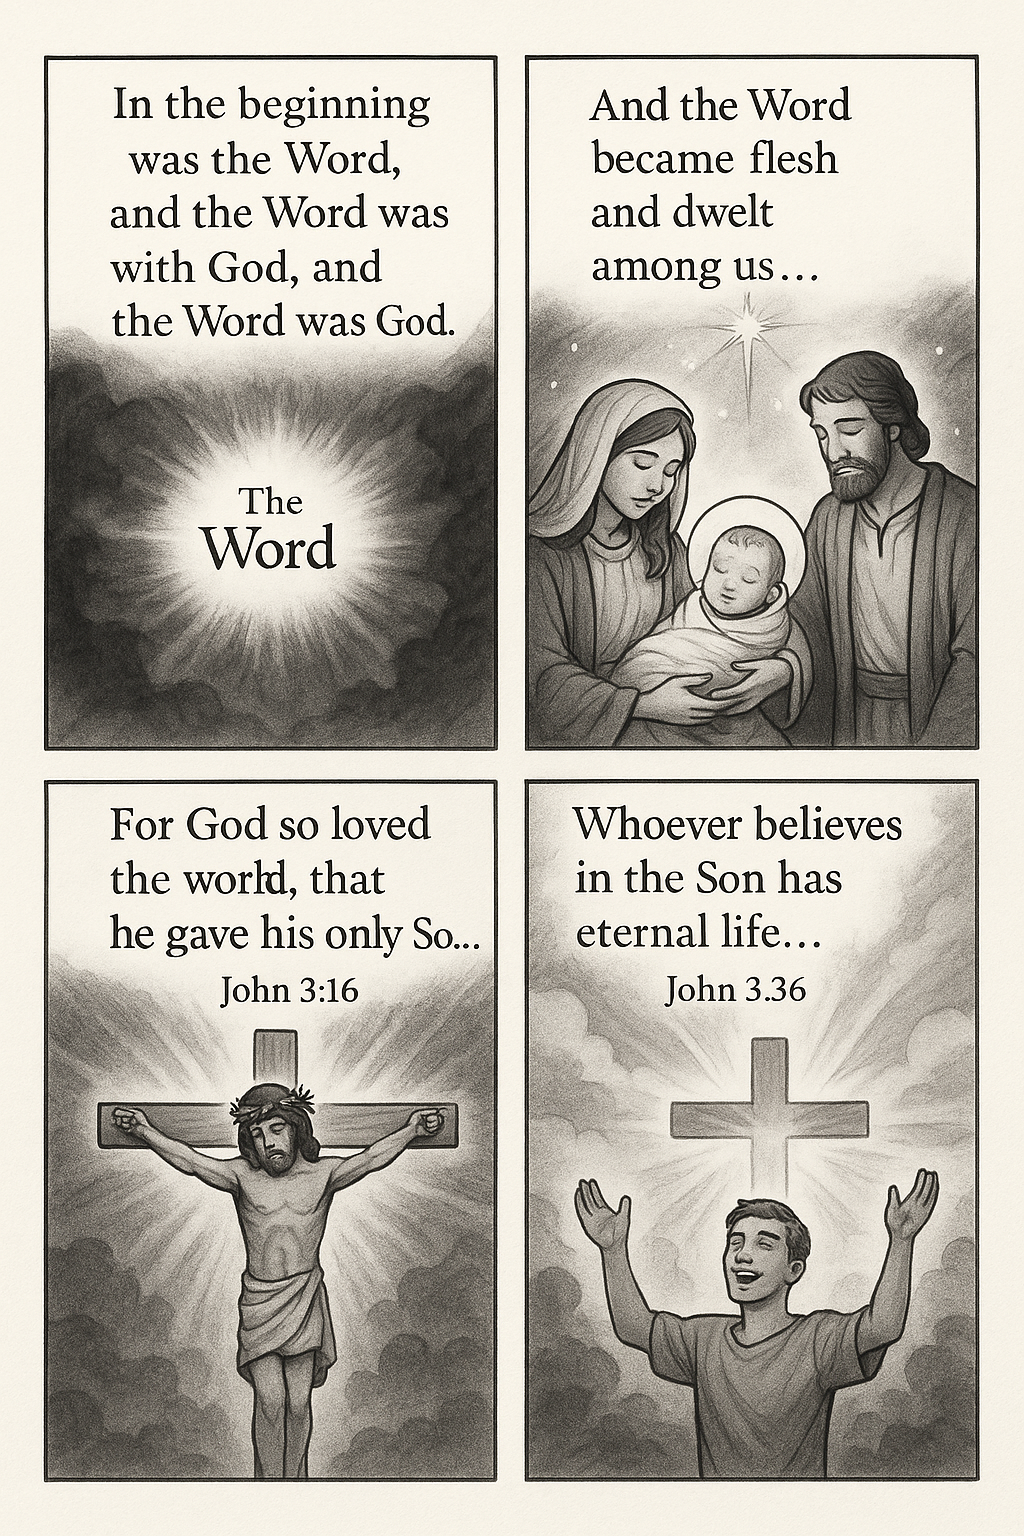 In the beginning
was the Word,
and the Word was
with God, and
the Word was God.
The
Word
And the Word
became flesh
and dwelt
among us...
For God so loved
the world, that
he gave his only So...
John 3:16
Whoever believes
in the Son has
eternal life...
John 3.36